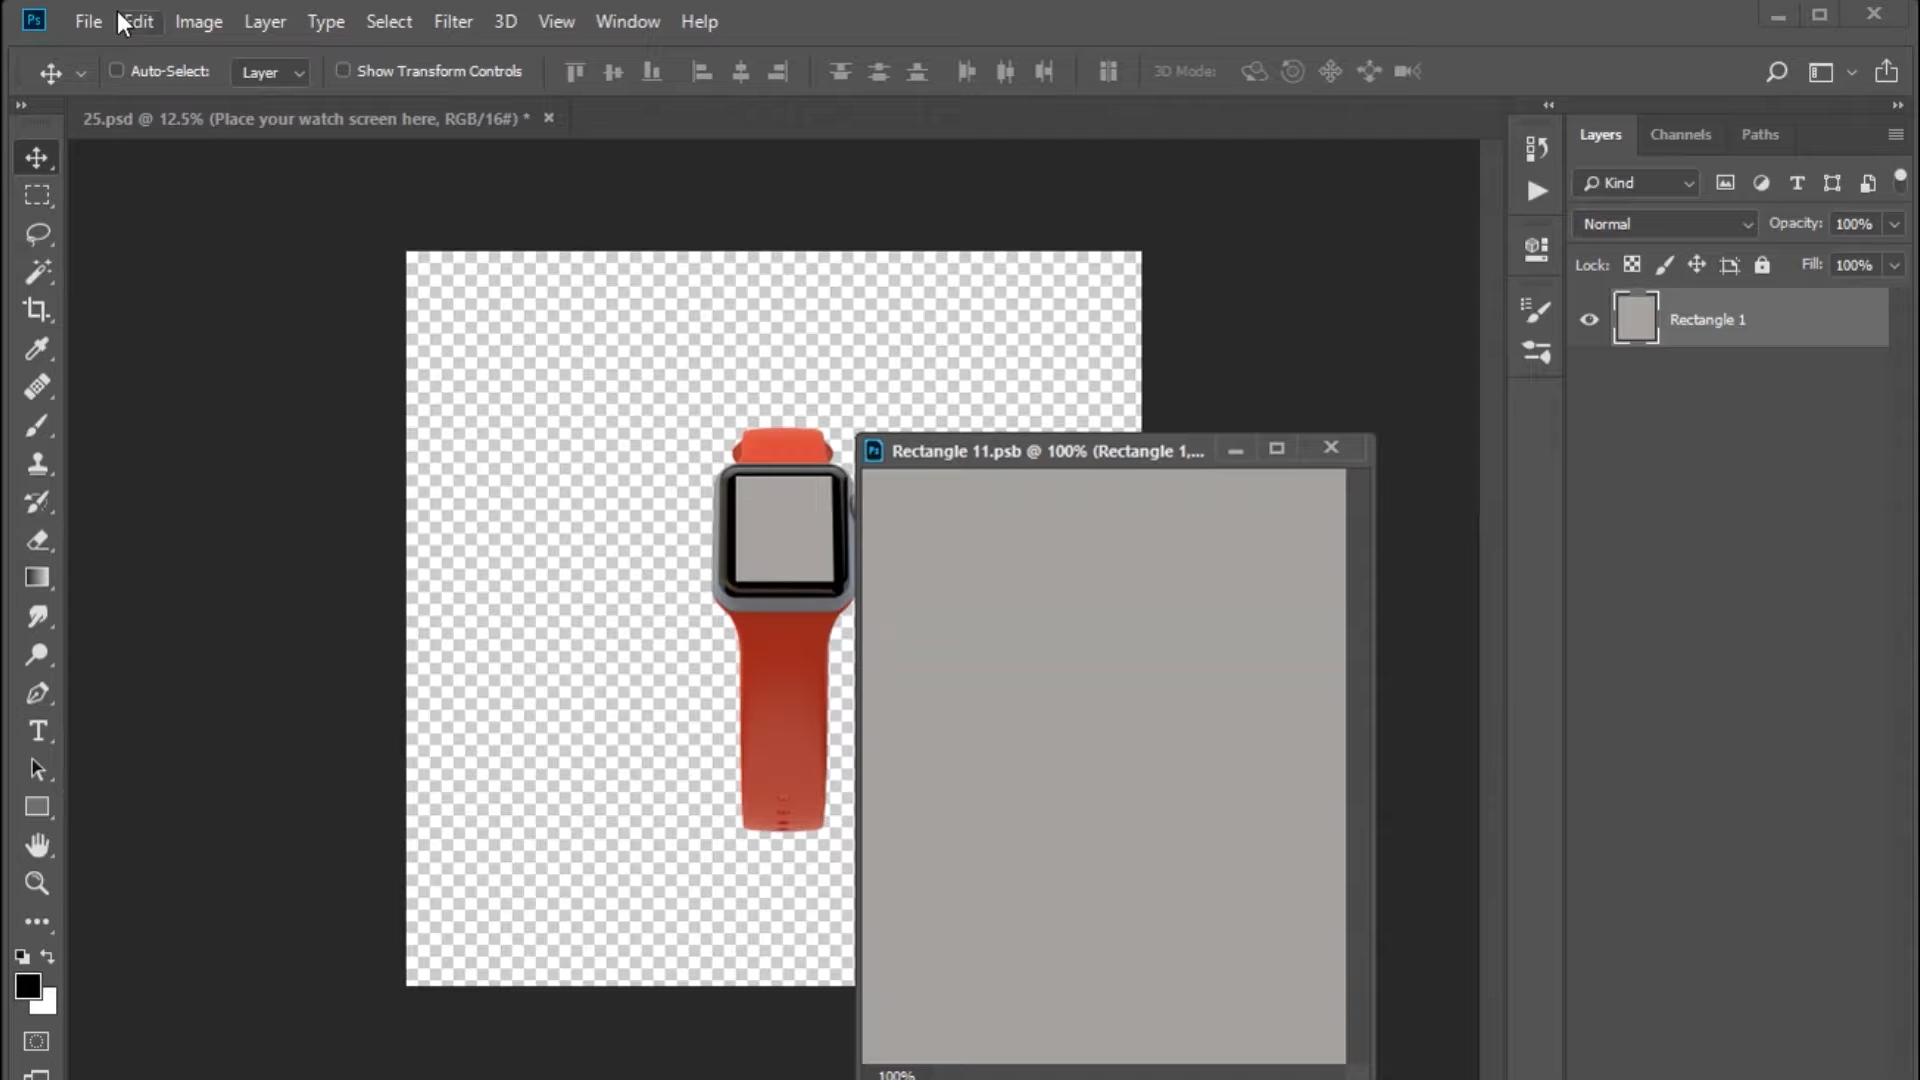 Ps File Edit Image Layer Type Select Filter 3D View Window Help
Auto-Select: Layer Show Transform Controls 3D Mode:
25.psd @ 12.5% (Place your watch screen here, RGB/16#) * ×
Layers Channels Paths
Kind
Normal Opacity: 100%
Lock: Fill: 100%
Rectangle 1
Ps Rectangle 11.psb @ 100% (Rectangle 1,...
100%